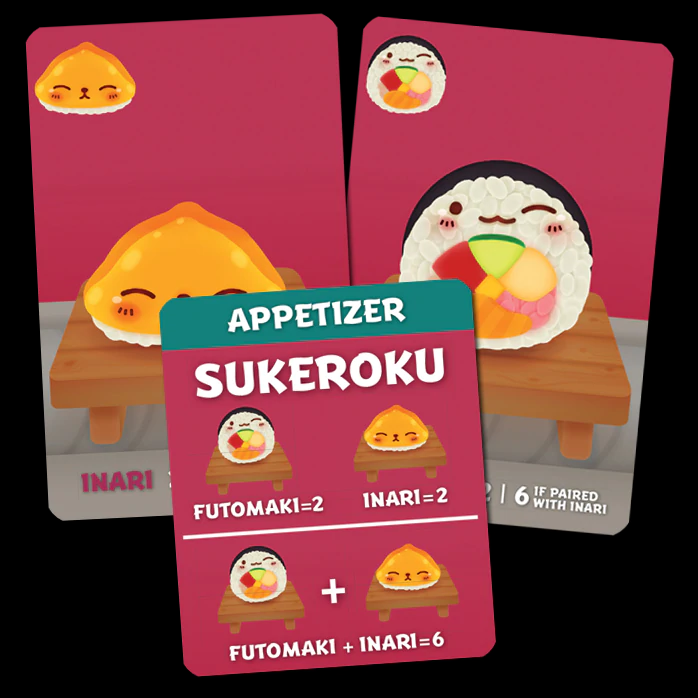 INARI
2 | 6 IF PAIRED
WITH INARI
APPETIZER
SUKEROKU
FUTOMAKI=2
INARI=2
+
FUTOMAKI + INARI=6